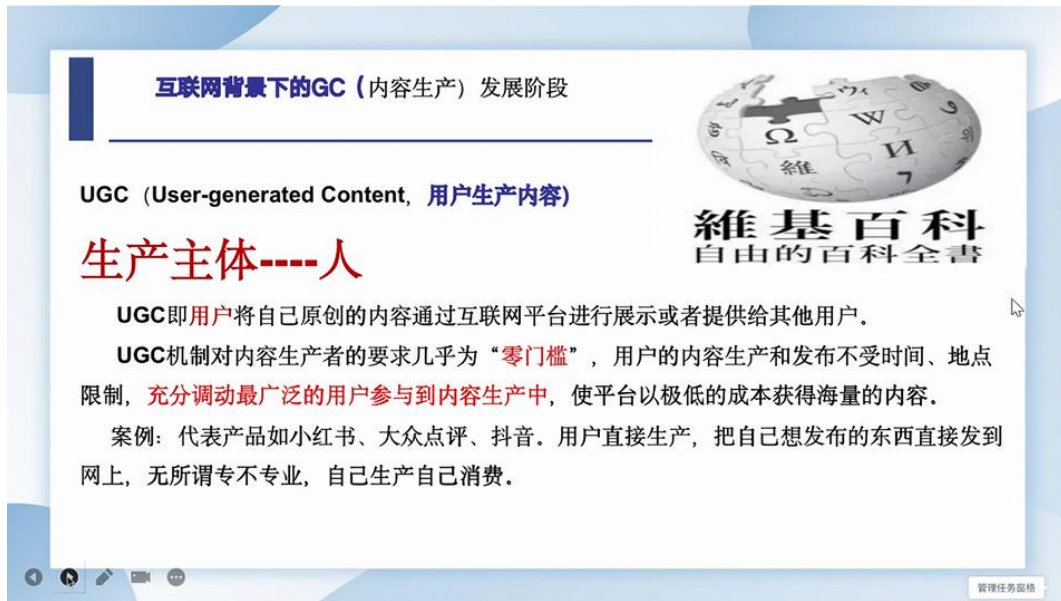 互联网背景下的GC（内容生产）发展阶段
ウィ
Ω
W
И
維
7
維基百科
自由的百科全書
UGC（User-generated Content，用户生产内容)
生产主体----人
UGC即用户将自己原创的内容通过互联网平台进行展示或者提供给其他用户。
UGC机制对内容生产者的要求几乎为“零门槛”，用户的内容生产和发布不受时间、地点
限制，充分调动最广泛的用户参与到内容生产中，使平台以极低的成本获得海量的内容。
案例：代表产品如小红书、大众点评、抖音。用户直接生产，把自己想发布的东西直接发到
网上，无所谓专不专业，自己生产自己消费。
管理任务窗格